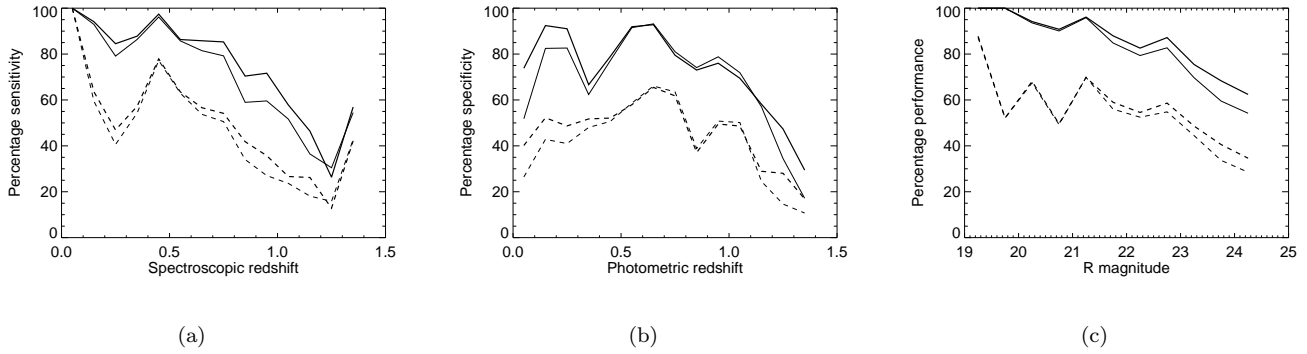 100
80
60
40
20
0
Percentage sensitivity
0.0 0.5 1.0 1.5
Spectroscopic redshift
(a)
100
80
60
40
20
0
Percentage specificity
0.0 0.5 1.0 1.5
Photometric redshift
(b)
100
80
60
40
20
0
Percentage performance
19 20 21 22 23 24 25
R magnitude
(c)